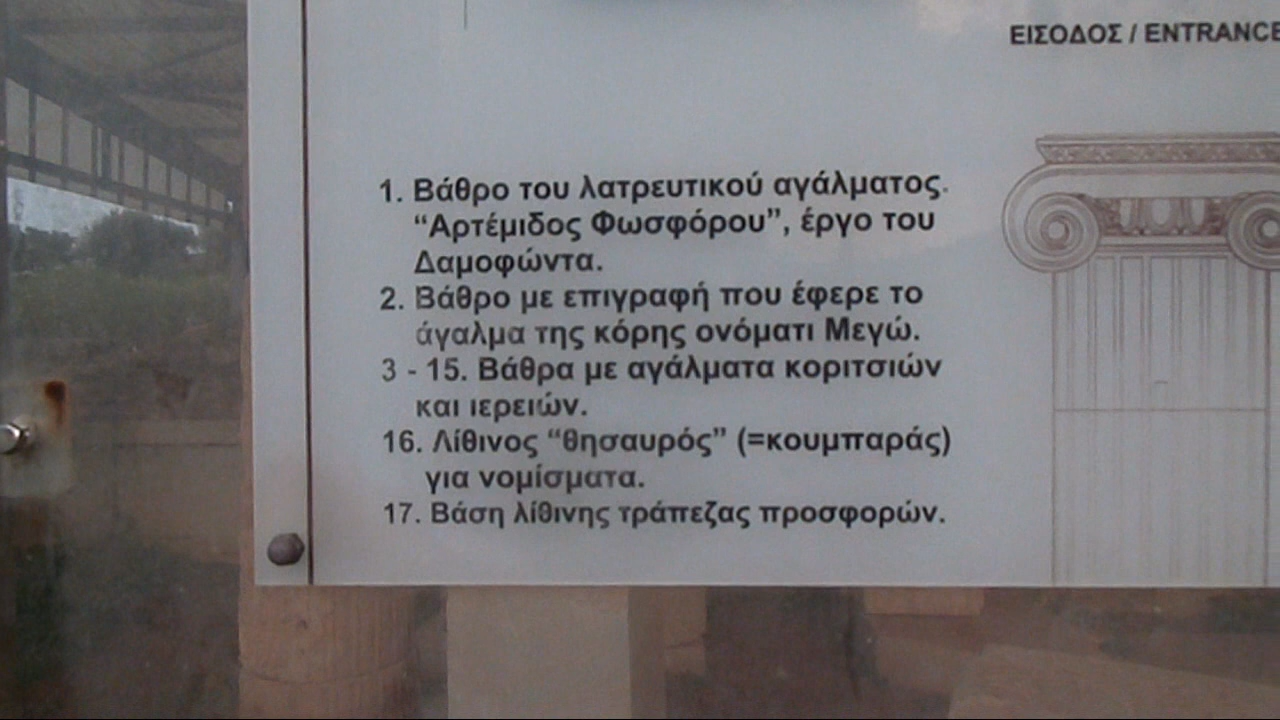 ΕΙΣΟΔΟΣ / ENTRANCE
1. Βάθρο του λατρευτικού αγάλματος.
“Αρτέμιδος Φωσφόρου”, έργο του
Δαμοφώντα.
2. Βάθρο με επιγραφή που έφερε το
άγαλμα της κόρης ονόματι Μεγώ.
3 - 15. Βάθρα με αγάλματα κοριτσιών
και ιερειών.
16. Λίθινος “θησαυρός” (=κουμπαράς)
για νομίσματα.
17. Βάση λίθινης τράπεζας προσφορών.